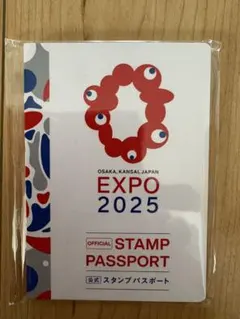 OSAKA, KANSAI, JAPAN
EXPO
2025
OFFICIAL STAMP
PASSPORT
公式 スタンプパスポート